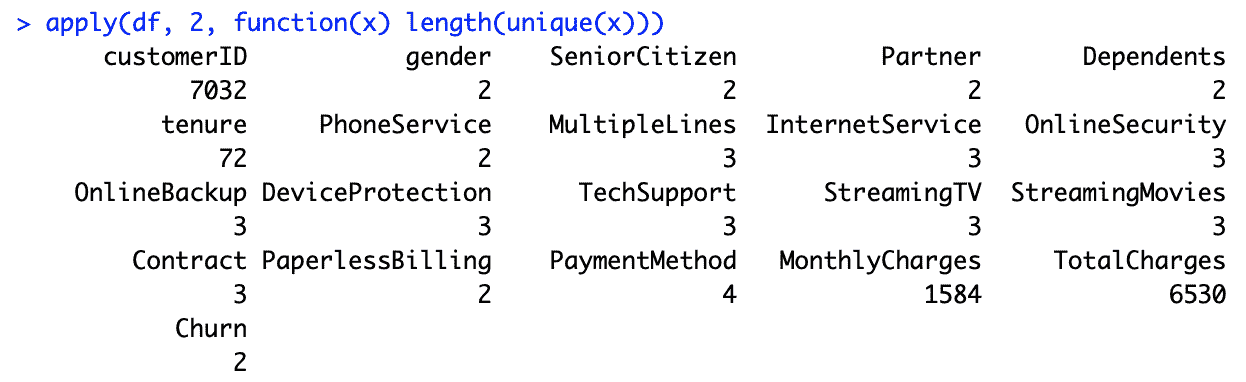 > apply(df, 2, function(x) length(unique(x)))
customerID gender SeniorCitizen Partner Dependents
7032 2 2 2 2
tenure PhoneService MultipleLines InternetService OnlineSecurity
72 2 3 3 3
OnlineBackup DeviceProtection TechSupport StreamingTV StreamingMovies
3 3 3 3 3
Contract PaperlessBilling PaymentMethod MonthlyCharges TotalCharges
3 2 4 1584 6530
Churn
2